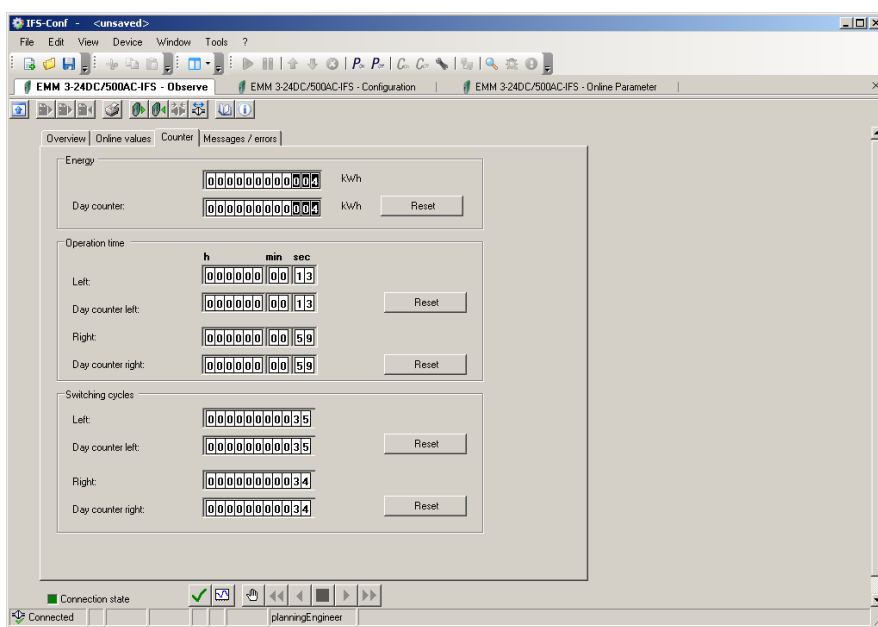 IFS-Conf - <unsaved>
File Edit View Device Window Tools ?
EMM 3-24DC/500AC-IFS - Observe EMM 3-24DC/500AC-IFS - Configuration EMM 3-24DC/500AC-IFS - Online Parameter
Overview Online values Counter Messages / errors
Energy
000000000004 kWh
Day counter: 000000000004 kWh Reset
Operation time
h min sec
Left: 000000 00 13
Day counter left: 000000 00 13 Reset
Right: 000000 00 59
Day counter right: 000000 00 59 Reset
Switching cycles
Left: 00000000035
Day counter left: 00000000035 Reset
Right: 00000000034
Day counter right: 00000000034 Reset
Connection state
Connected planningEngineer